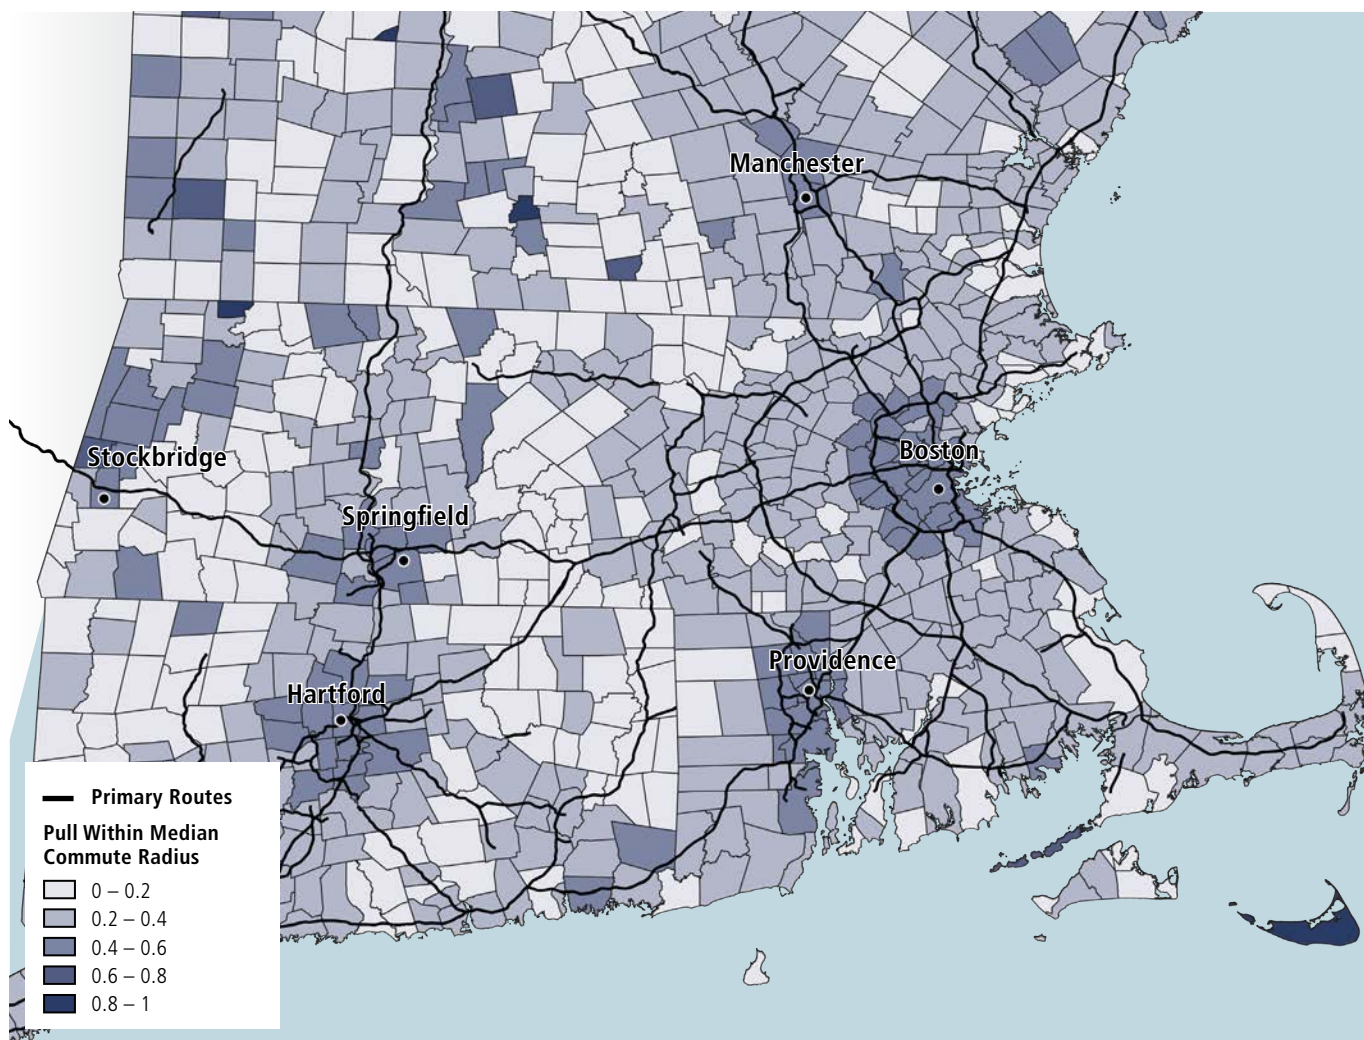 Manchester
Stockbridge
Boston
Springfield
Providence
Hartford
Primary Routes
Pull Within Median
Commute Radius
0 – 0.2
0.2 – 0.4
0.4 – 0.6
0.6 – 0.8
0.8 – 1